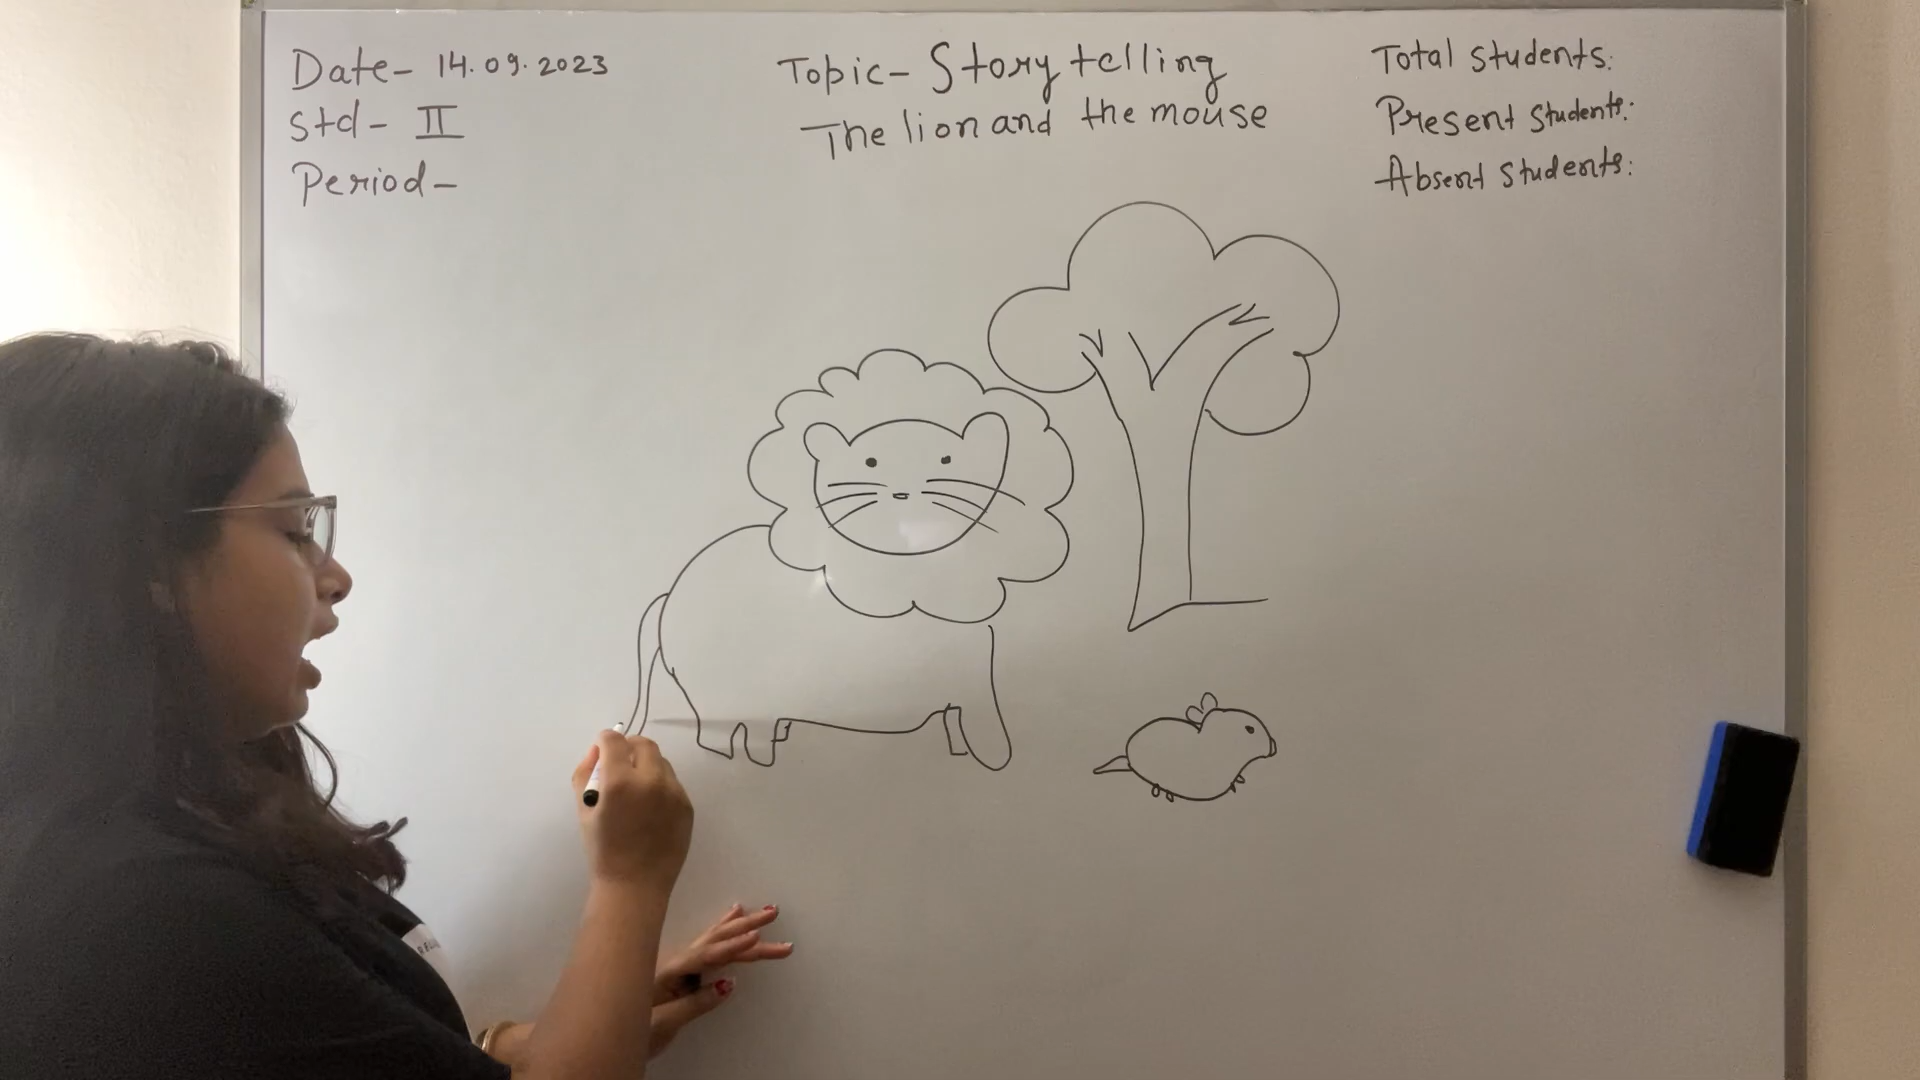 Date- 14.09.2023
Std- II
Period-
Topic- Story telling
The lion and the mouse
Total students:
Present students:
Absent students: